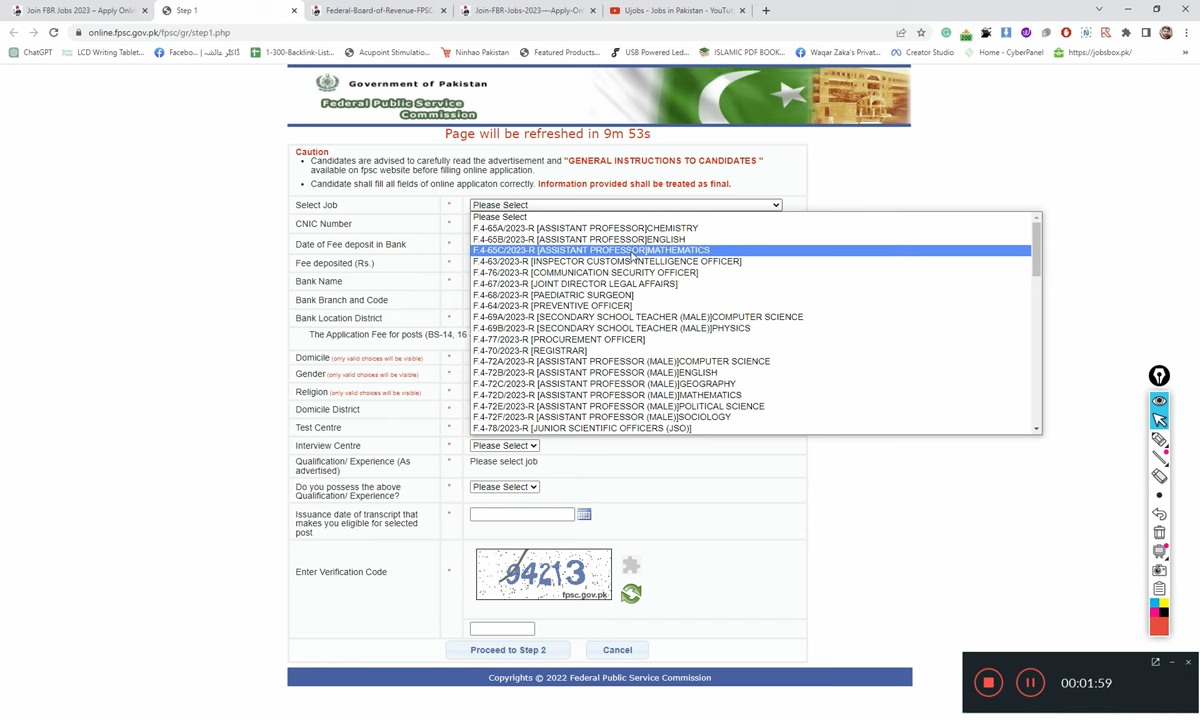 Join FBR Jobs 2023 – Apply Onli
Step 1
Federal-Board-of-Revenue-FPSC
Join-FBR-Jobs-2023---Apply-On
Ujobs - Jobs in Pakistan - YouTu
online.fpsc.gov.pk/fpsc/gr/step1.php
ChatGPT
LCD Writing Tablet...
1-300-Backlink-List...
Acupoint Stimulatio...
Ninhao Pakistan
Featured Products...
USB Powered Led...
ISLAMIC PDF BOOK...
Waqar Zaka's Privat...
Creator Studio
Home - CyberPanel
https://jobsbox.pk/
200
Government of Pakistan
Federal Public Service
Commission
Page will be refreshed in 9m 53s
Caution
• Candidates are advised to carefully read the advertisement and "GENERAL INSTRUCTIONS TO CANDIDATES "
available on fpsc website before filling online application.
• Candidate shall fill all fields of online applicaton correctly. Information provided shall be treated as final.
Select Job * Please Select
CNIC Number *
Date of Fee deposit in Bank *
Fee deposited (Rs.) *
Bank Name *
Bank Branch and Code *
Bank Location District *
The Application Fee for posts (BS-14, 16
Domicile (only valid choices will be visible) *
Gender (only valid choices will be visible) *
Religion (only valid choices will be visible) *
Domicile District *
Test Centre *
Please Select
F.4-65A/2023-R [ASSISTANT PROFESSOR]CHEMISTRY
F.4-65B/2023-R [ASSISTANT PROFESSOR]ENGLISH
F.4-65C/2023-R [ASSISTANT PROFESSOR]MATHEMATICS
F.4-63/2023-R [INSPECTOR CUSTOMS/INTELLIGENCE OFFICER]
F.4-76/2023-R [COMMUNICATION SECURITY OFFICER]
F.4-67/2023-R [JOINT DIRECTOR LEGAL AFFAIRS]
F.4-68/2023-R [PAEDIATRIC SURGEON]
F.4-64/2023-R [PREVENTIVE OFFICER]
F.4-69A/2023-R [SECONDARY SCHOOL TEACHER (MALE)]COMPUTER SCIENCE
F.4-69B/2023-R [SECONDARY SCHOOL TEACHER (MALE)]PHYSICS
F.4-77/2023-R [PROCUREMENT OFFICER]
F.4-70/2023-R [REGISTRAR]
F.4-72A/2023-R [ASSISTANT PROFESSOR (MALE)]COMPUTER SCIENCE
F.4-72B/2023-R [ASSISTANT PROFESSOR (MALE)]ENGLISH
F.4-72C/2023-R [ASSISTANT PROFESSOR (MALE)]GEOGRAPHY
F.4-72D/2023-R [ASSISTANT PROFESSOR (MALE)]MATHEMATICS
F.4-72E/2023-R [ASSISTANT PROFESSOR (MALE)]POLITICAL SCIENCE
F.4-72F/2023-R [ASSISTANT PROFESSOR (MALE)]SOCIOLOGY
F.4-78/2023-R [JUNIOR SCIENTIFIC OFFICERS (JSO)]
Interview Centre * Please Select
Qualification/ Experience (As
advertised)
* Please select job
Do you possess the above
Qualification/ Experience?
* Please Select
Issuance date of transcript that
makes you eligible for selected
post
*
Enter Verification Code *
94213
fpsc.gov.pk
Proceed to Step 2
Cancel
Copyrights © 2022 Federal Public Service Commission
00:01:59